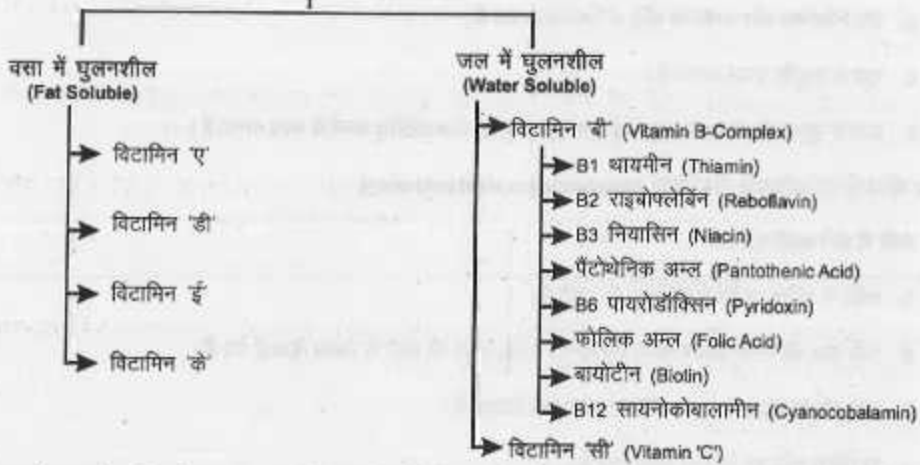 वसा में घुलनशील
(Fat Soluble)
विटामिन 'ए'
विटामिन 'डी'
विटामिन 'ई'
विटामिन 'के'
जल में घुलनशील
(Water Soluble)
विटामिन 'बी' (Vitamin B-Complex)
B1 थायमीन (Thiamin)
B2 राइबोफ्लेबिन (Reboflavin)
B3 नियासिन (Niacin)
पैंटोथेनिक अम्ल (Pantothenic Acid)
B6 पायरोडॉक्सिन (Pyridoxin)
फौलिक अम्ल (Folic Acid)
बायोटीन (Biotin)
B12 सायनोकोबालामीन (Cyanocobalamin)
विटामिन 'सी' (Vitamin 'C')